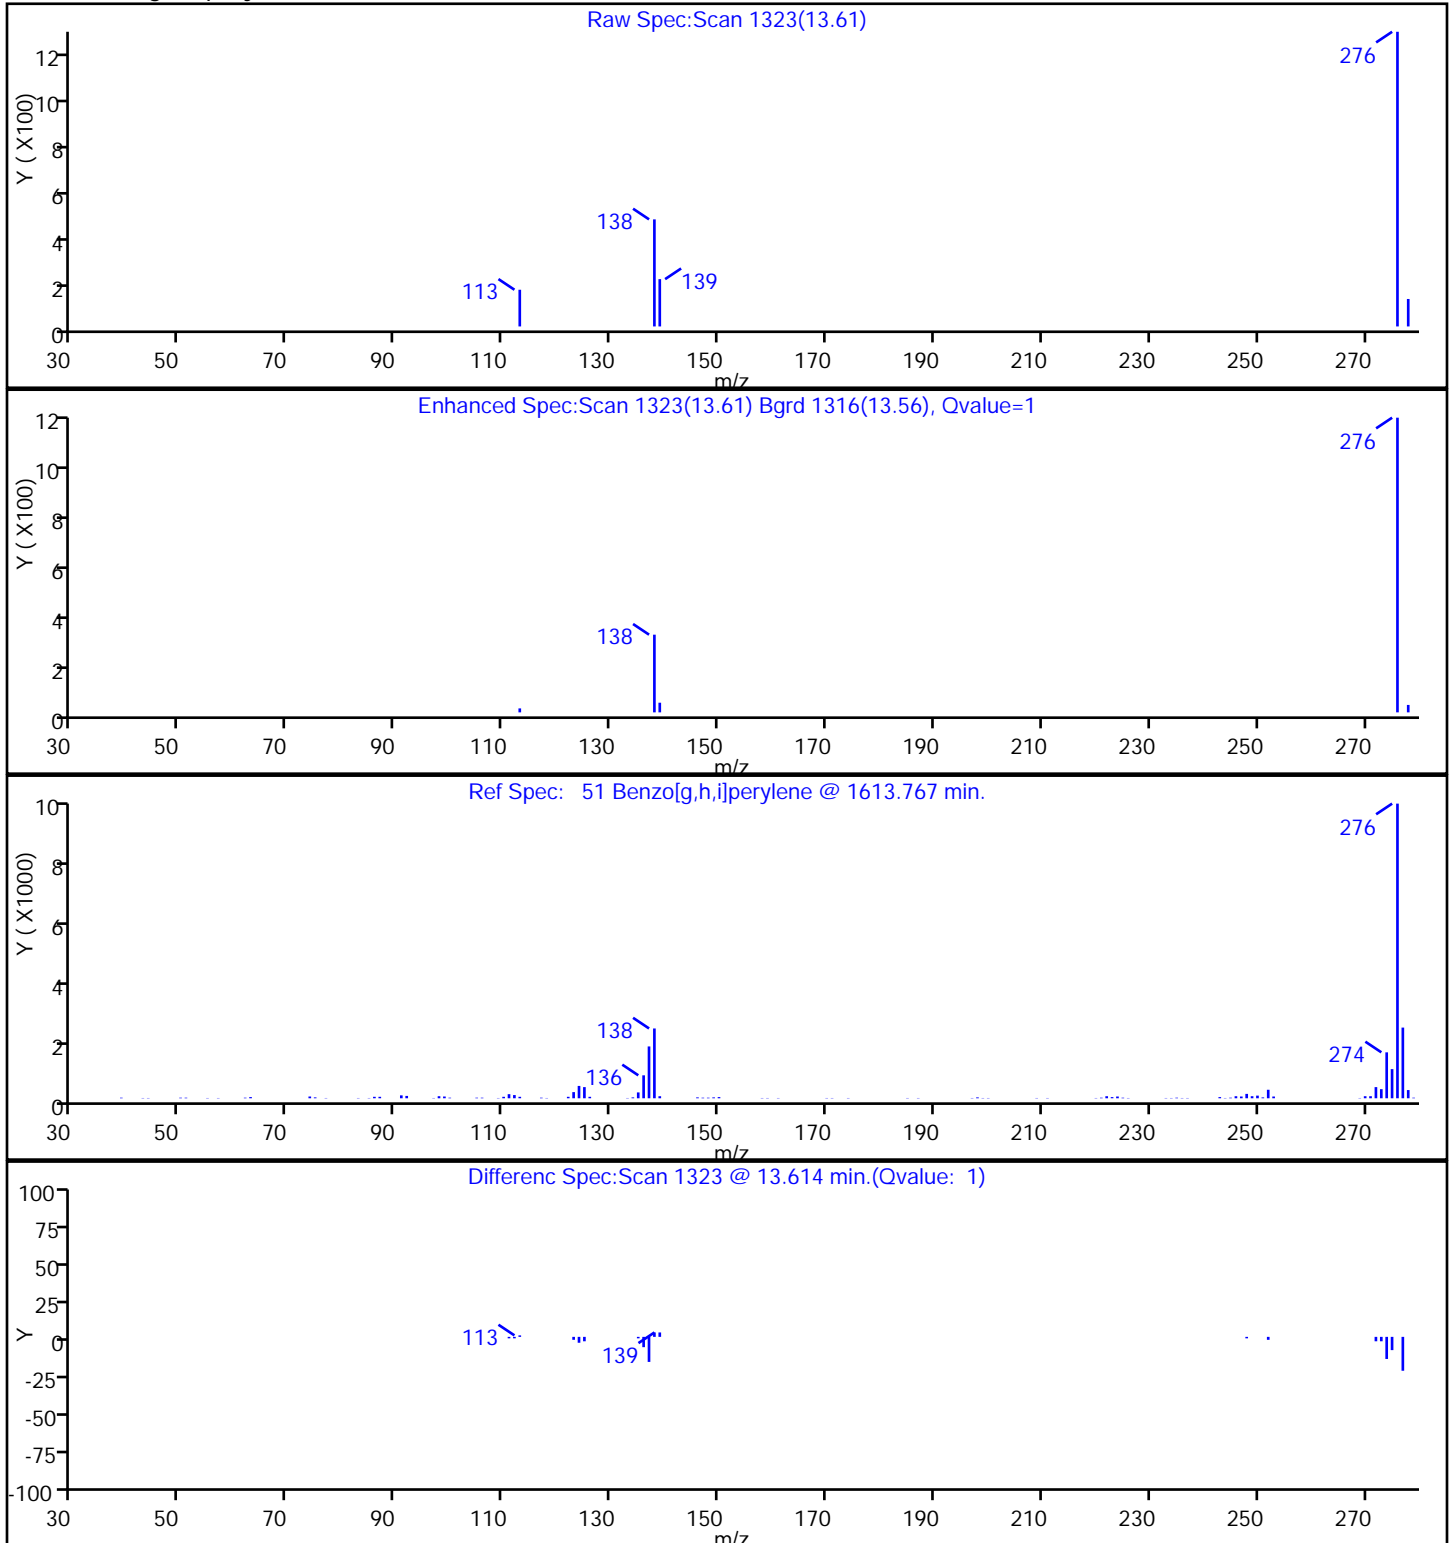 Raw Spec:Scan 1323(13.61)
Y ( X100)
12
10
8
6
4
2
0
276
138
139
113
30 50 70 90 110 130 150 170 190 210 230 250 270
m/z
Enhanced Spec:Scan 1323(13.61) Bgrd 1316(13.56), Qvalue=1
Y ( X100)
12
10
8
6
4
2
0
276
138
30 50 70 90 110 130 150 170 190 210 230 250 270
m/z
Ref Spec: 51 Benzo[g,h,i]perylene @ 1613.767 min.
Y ( X1000)
10
8
6
4
2
0
276
138
136
274
30 50 70 90 110 130 150 170 190 210 230 250 270
m/z
Differenc Spec:Scan 1323 @ 13.614 min.(Qvalue: 1)
Y
100
75
50
25
0
-25
-50
-75
-100
113
139
30 50 70 90 110 130 150 170 190 210 230 250 270
m/z